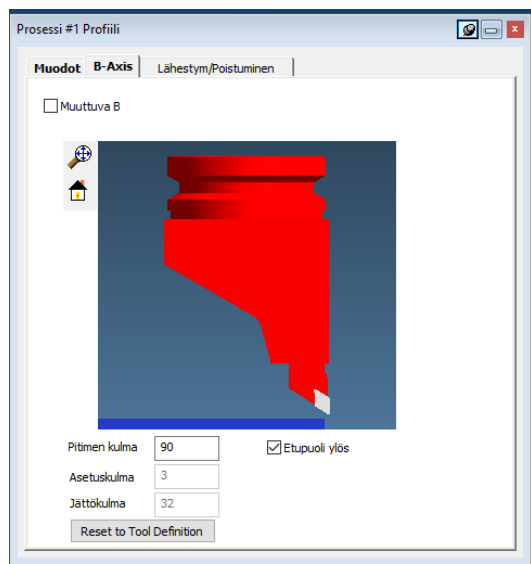 Prosessi #1 Profiili
Muodot B-Axis Lähestym/Poistuminen
Muuttuva B
Pitimen kulma 90 Etupuoli ylös
Asetuskulma 3
Jättökulma 32
Reset to Tool Definition